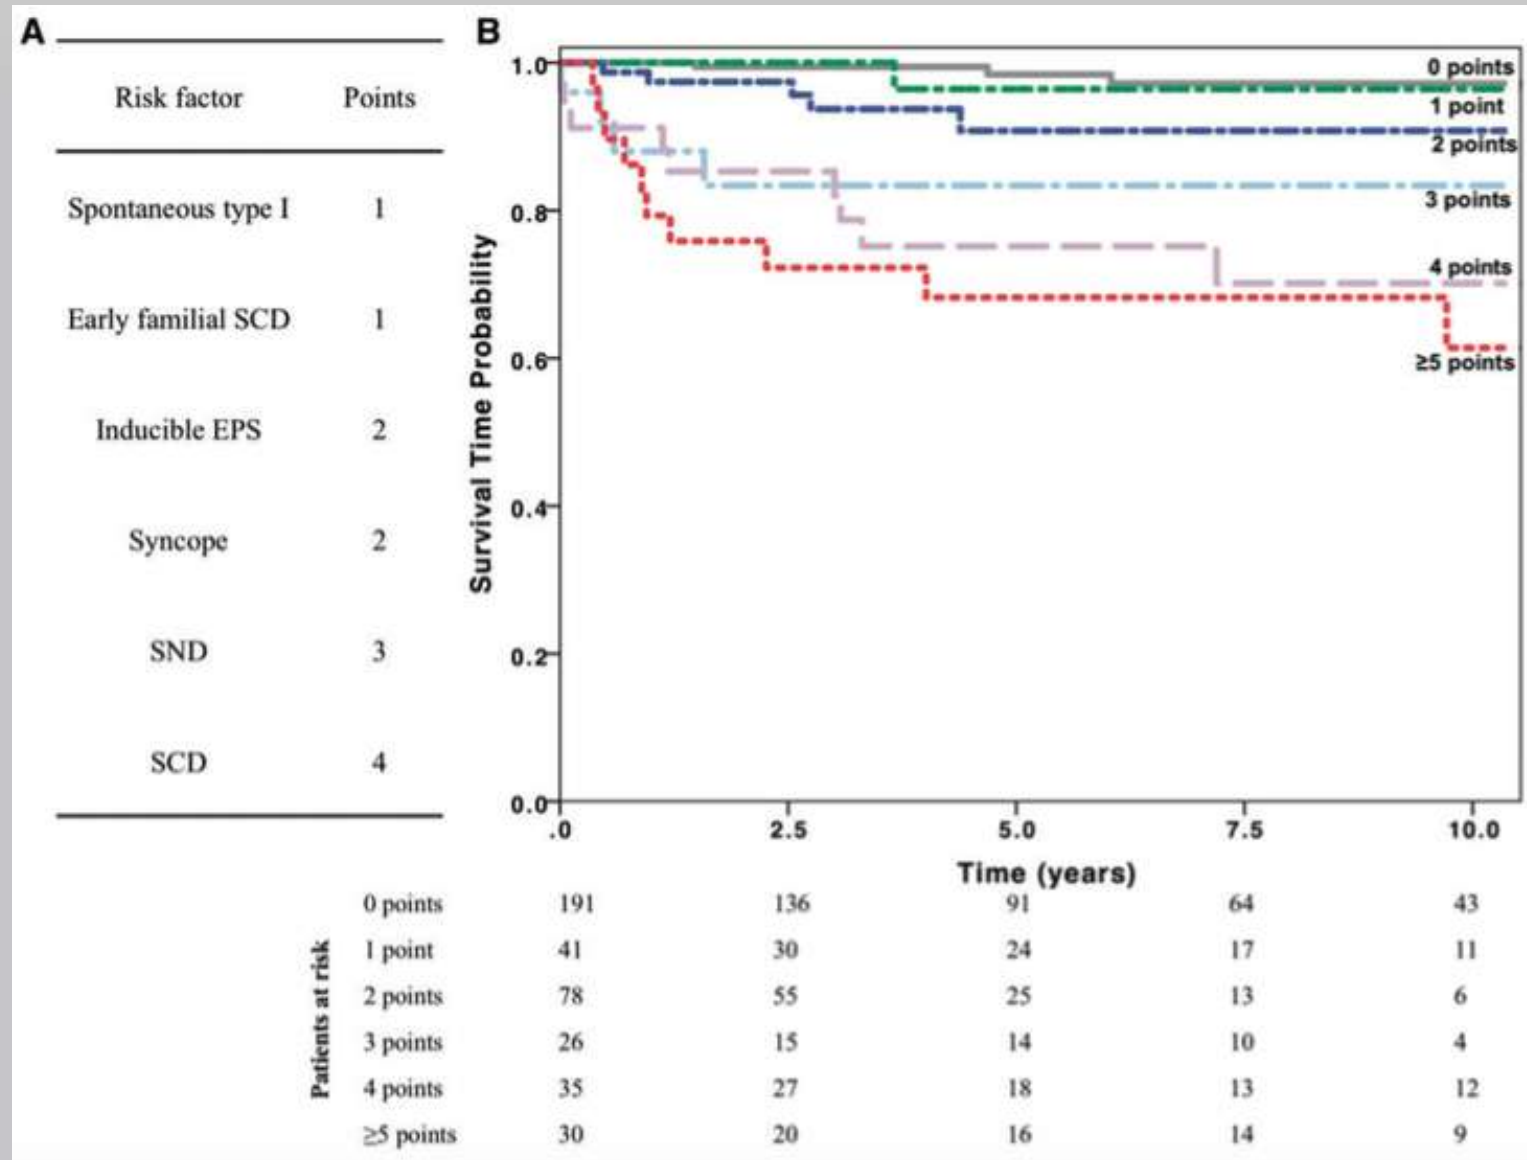 A
Risk factor Points
Spontaneous type I 1
Early familial SCD 1
Inducible EPS 2
Syncope 2
SND 3
SCD 4
B
Survival Time Probability
1.0
0.8
0.6
0.4
0.2
0.0
0 points
1 point
2 points
3 points
4 points
≥5 points
.0 2.5 5.0 7.5 10.0
Time (years)
Patients at risk
0 points 191 136 91 64 43
1 point 41 30 24 17 11
2 points 78 55 25 13 6
3 points 26 15 14 10 4
4 points 35 27 18 13 12
≥5 points 30 20 16 14 9